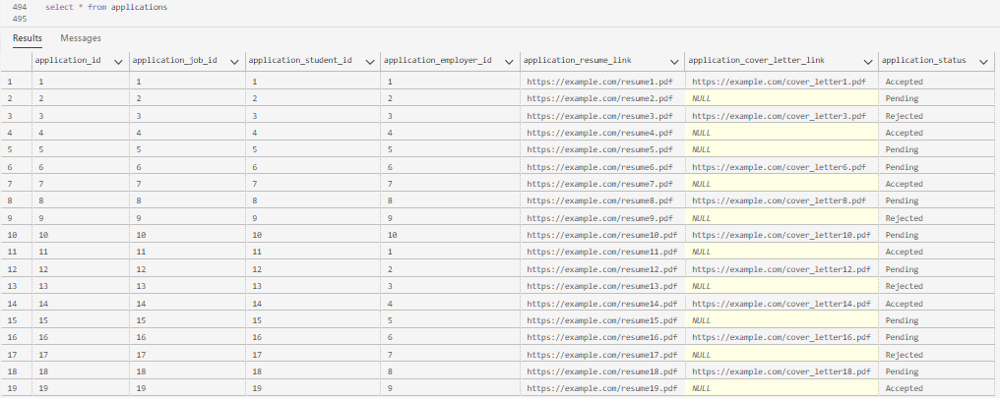 494 select * from applications
495
Results Messages
application_id application_job_id application_student_id application_employer_id application_resume_link application_cover_letter_link application_status
1 1 1 1 1 https://example.com/resume1.pdf https://example.com/cover_letter1.pdf Accepted
2 2 2 2 2 https://example.com/resume2.pdf NULL Pending
3 3 3 3 3 https://example.com/resume3.pdf https://example.com/cover_letter3.pdf Rejected
4 4 4 4 4 https://example.com/resume4.pdf NULL Accepted
5 5 5 5 5 https://example.com/resume5.pdf NULL Pending
6 6 6 6 6 https://example.com/resume6.pdf https://example.com/cover_letter6.pdf Pending
7 7 7 7 7 https://example.com/resume7.pdf NULL Accepted
8 8 8 8 8 https://example.com/resume8.pdf https://example.com/cover_letter8.pdf Pending
9 9 9 9 9 https://example.com/resume9.pdf NULL Rejected
10 10 10 10 10 https://example.com/resume10.pdf https://example.com/cover_letter10.pdf Pending
11 11 11 11 1 https://example.com/resume11.pdf NULL Accepted
12 12 12 12 2 https://example.com/resume12.pdf https://example.com/cover_letter12.pdf Pending
13 13 13 13 3 https://example.com/resume13.pdf NULL Rejected
14 14 14 14 4 https://example.com/resume14.pdf https://example.com/cover_letter14.pdf Accepted
15 15 15 15 5 https://example.com/resume15.pdf NULL Pending
16 16 16 16 6 https://example.com/resume16.pdf https://example.com/cover_letter16.pdf Pending
17 17 17 17 7 https://example.com/resume17.pdf NULL Rejected
18 18 18 18 8 https://example.com/resume18.pdf https://example.com/cover_letter18.pdf Pending
19 19 19 19 9 https://example.com/resume19.pdf NULL Accepted